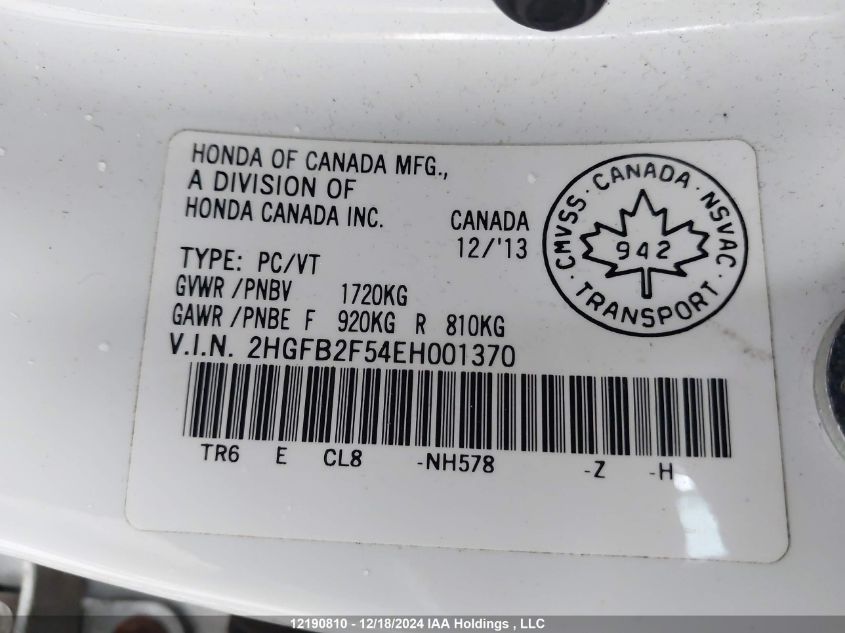 HONDA OF CANADA MFG.,
A DIVISION OF
HONDA CANADA INC.
CANADA
12/'13
TYPE: PC/VT
GVWR /PNBV 1720KG
GAWR /PNBE F 920KG R 810KG
V.I.N. 2HGFB2F54EH001370
TR6 E CL8 -NH578 -Z -H
CMVSS · CANADA · NSVAC
942
· TRANSPORT ·
12190810 - 12/18/2024 IAA Holdings , LLC